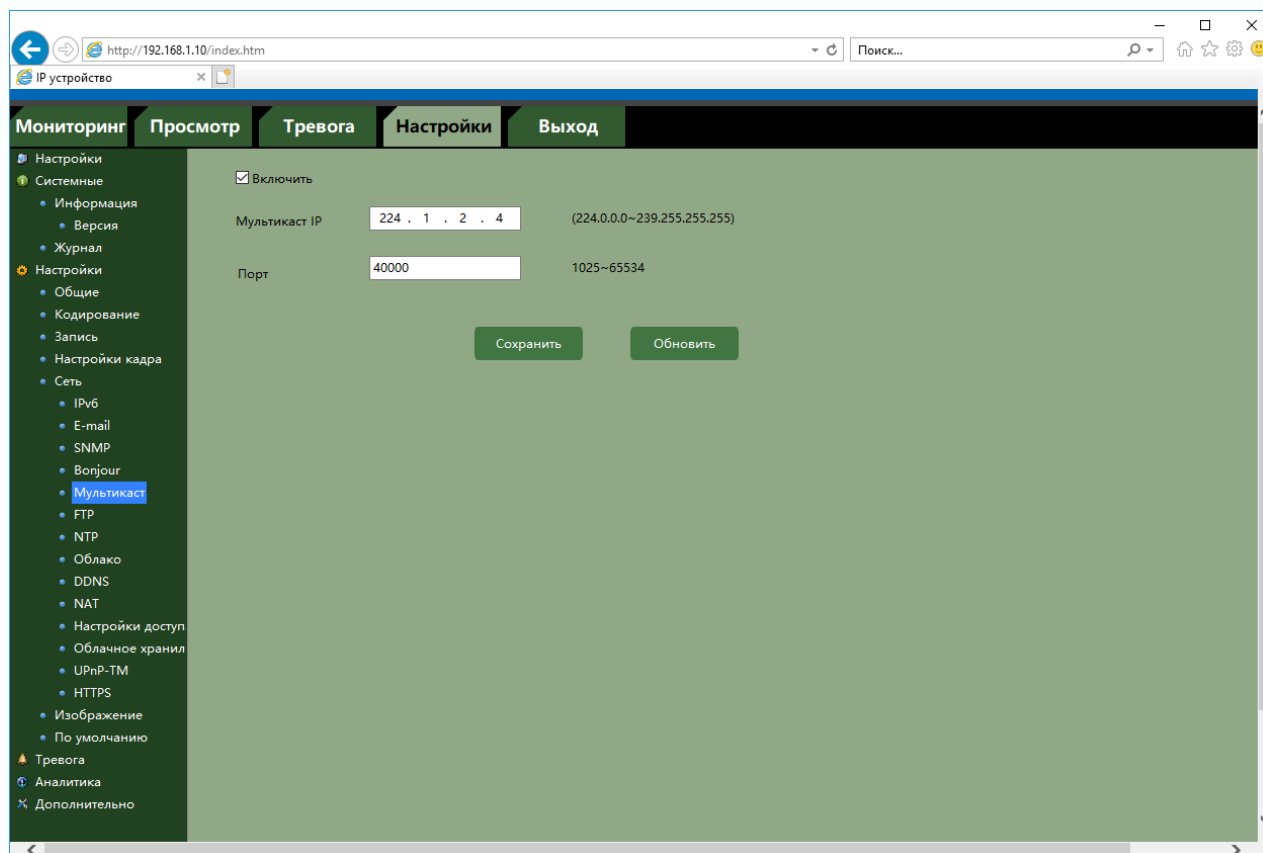 http://192.168.1.10/index.htm
Поиск...
IP устройство
Мониторинг Просмотр Тревога Настройки Выход
Настройки
Системные
Информация
Версия
Журнал
Настройки
Общие
Кодирование
Запись
Настройки кадра
Сеть
IPv6
E-mail
SNMP
Bonjour
Мультикаст
FTP
NTP
Облако
DDNS
NAT
Настройки доступ
Облачное хранил
UPnP-TM
HTTPS
Изображение
По умолчанию
Тревога
Аналитика
Дополнительно
Включить
Мультикаст IP 224 . 1 . 2 . 4 (224.0.0.0~239.255.255.255)
Порт 40000 1025~65534
Сохранить Обновить